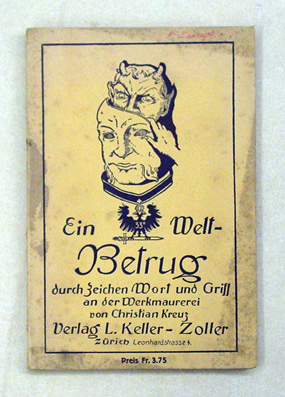 33
Ein Welt-
Betrug
durch Zeichen Wort und Griff
an der Werkmaurerei
von Christian Kreuz
Verlag L. Keller-Zoller
Zürich Leonhardstrasse 4
Preis Fr. 3.75